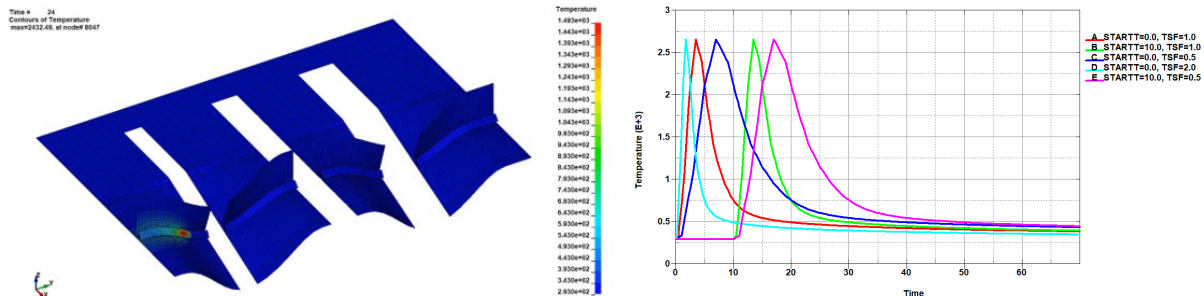 Time = 24
Contours of Temperature
max=2432.49, at node# 8047
Temperature
1.493e+03
1.443e+03
1.393e+03
1.343e+03
1.293e+03
1.243e+03
1.193e+03
1.143e+03
1.093e+03
1.043e+03
9.930e+02
9.430e+02
8.930e+02
8.430e+02
7.930e+02
7.430e+02
6.930e+02
6.430e+02
5.930e+02
5.430e+02
4.930e+02
4.430e+02
3.930e+02
3.430e+02
2.930e+02
Z
Y
X
3
2.5
2
1.5
1
0.5
0
Temperature (E+3)
0
10
20
30
40
50
60
Time
A STARTT=0.0, TSF=1.0
B STARTT=10.0, TSF=1.0
C STARTT=0.0, TSF=0.5
D STARTT=0.0, TSF=2.0
E STARTT=10.0, TSF=0.5